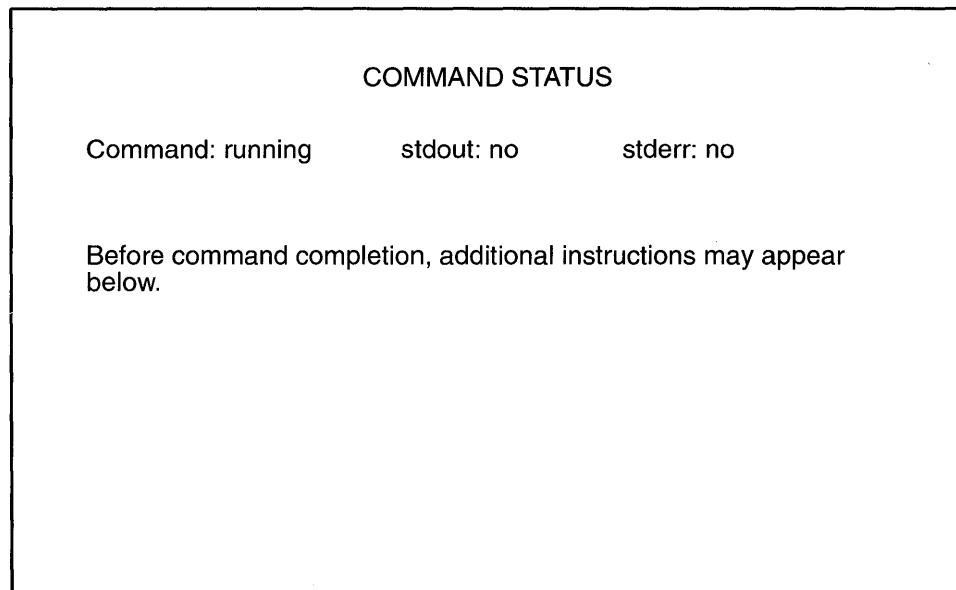 COMMAND STATUS
Command: running stdout: no stderr: no
Before command completion, additional instructions may appear
below.